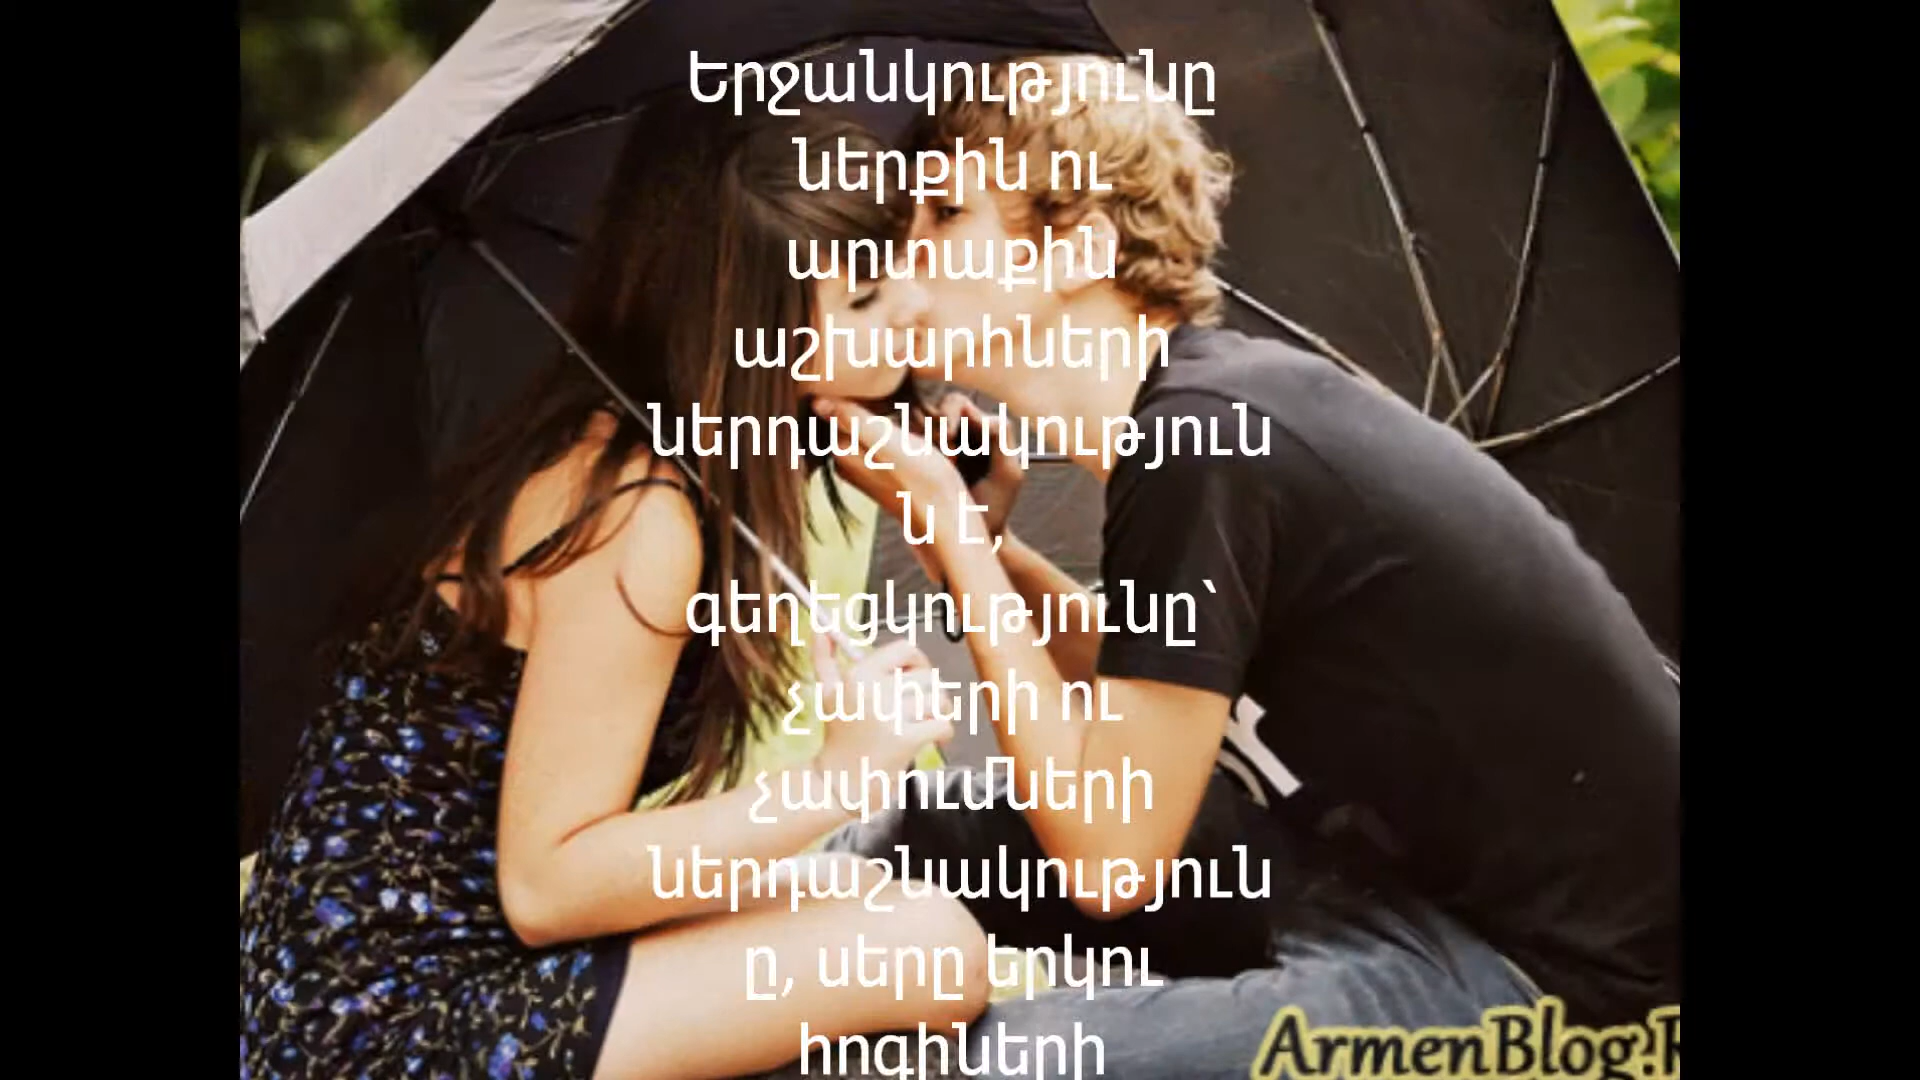 Երջանկությունը
ներքին ու
արտաքին
աշխարհների
ներդաշնակություն
ն է,
գեղեցկությունը՝
չափերի ու
չափումների
ներդաշնակություն
ը, սերը երկու
հոգիների
ArmenBlog.R